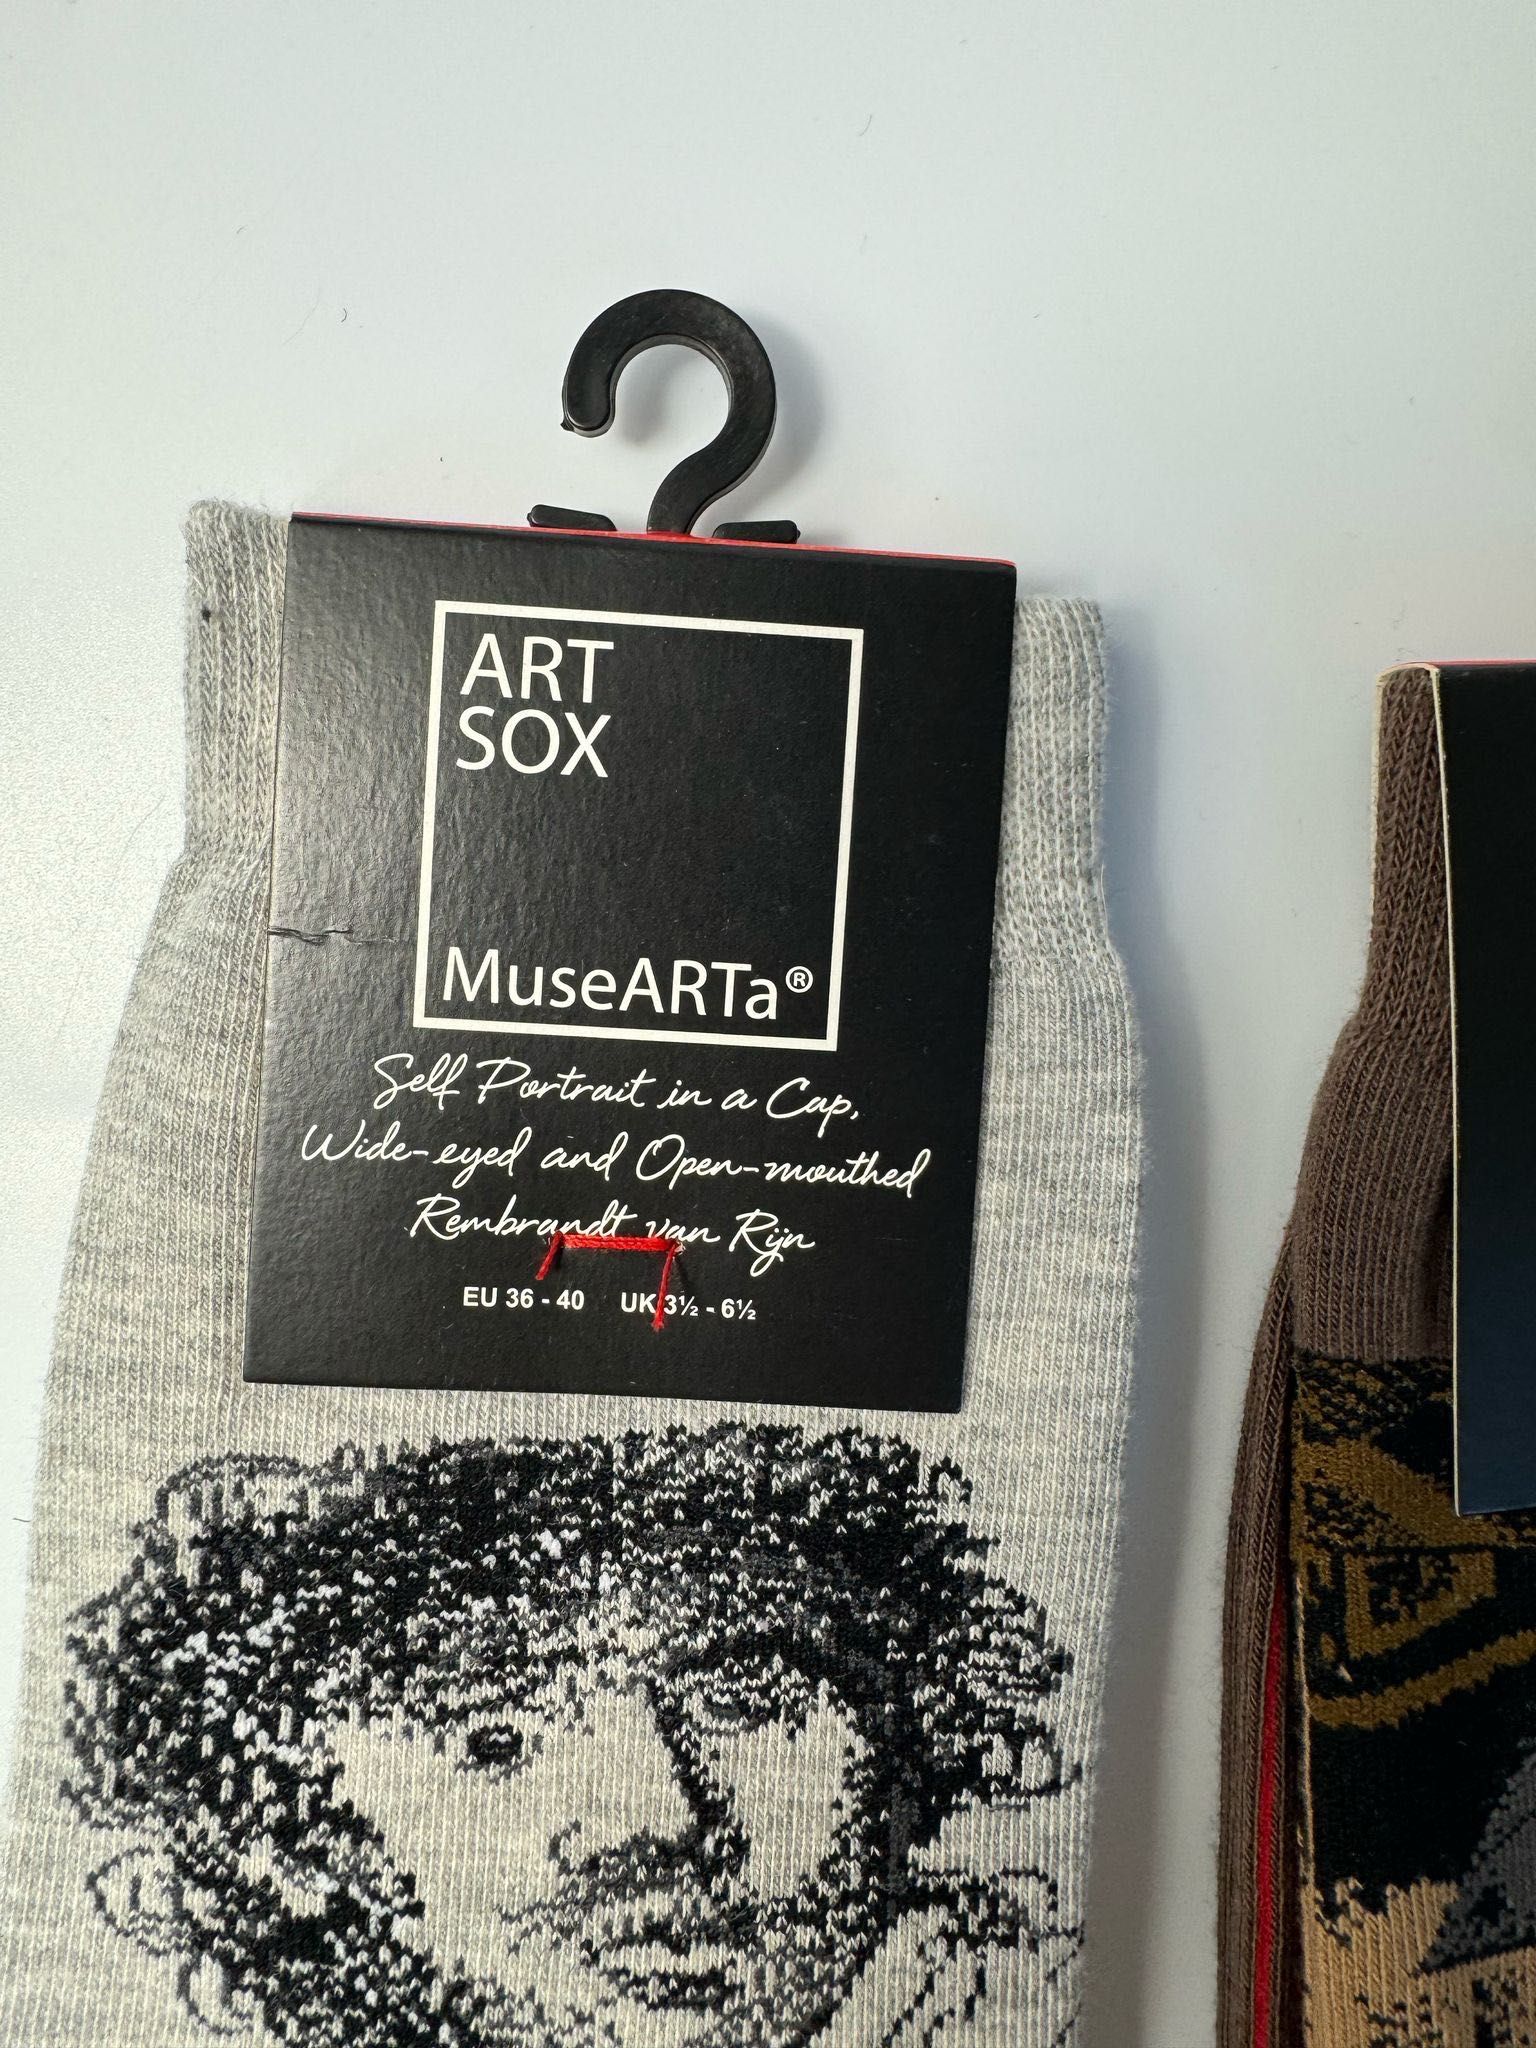 ART
SOX
MuseARTa®
Self Portrait in a Cap,
Wide-eyed and Open-mouthed
Rembrandt van Rijn
EU 36 - 40 UK 3½ - 6½